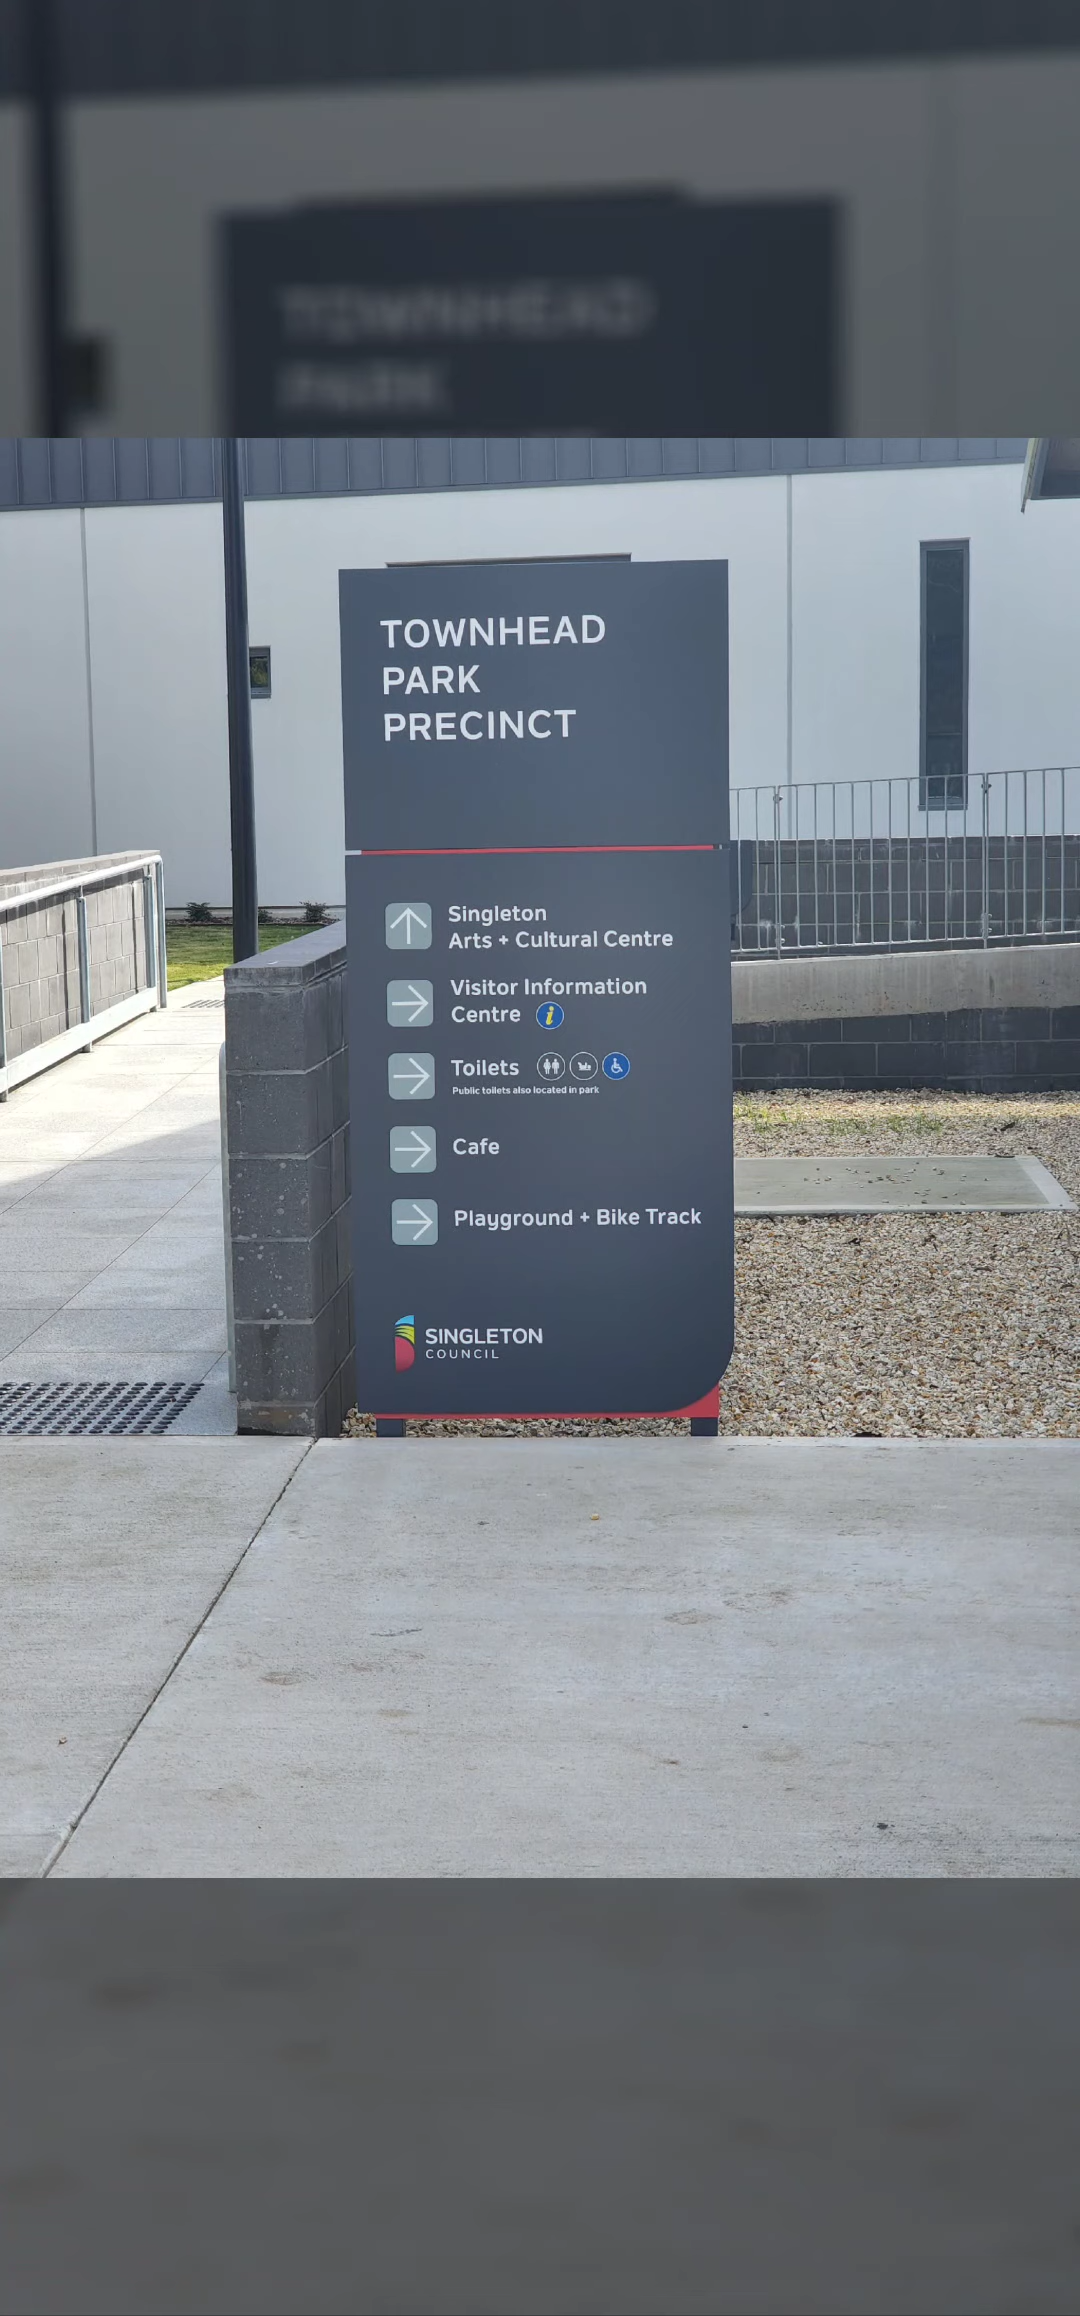 TOWNHEAD
PARK
PRECINCT
Singleton
Arts + Cultural Centre
Visitor Information
Centre i
Toilets
Public toilets also located in park
Cafe
Playground + Bike Track
SINGLETON
COUNCIL